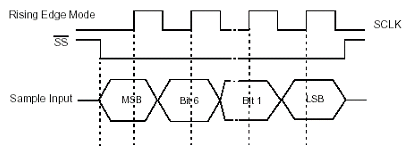 Rising Edge Mode
SCLK
SS
Sample Input
MSB
Bit 6
Bit 1
LSB